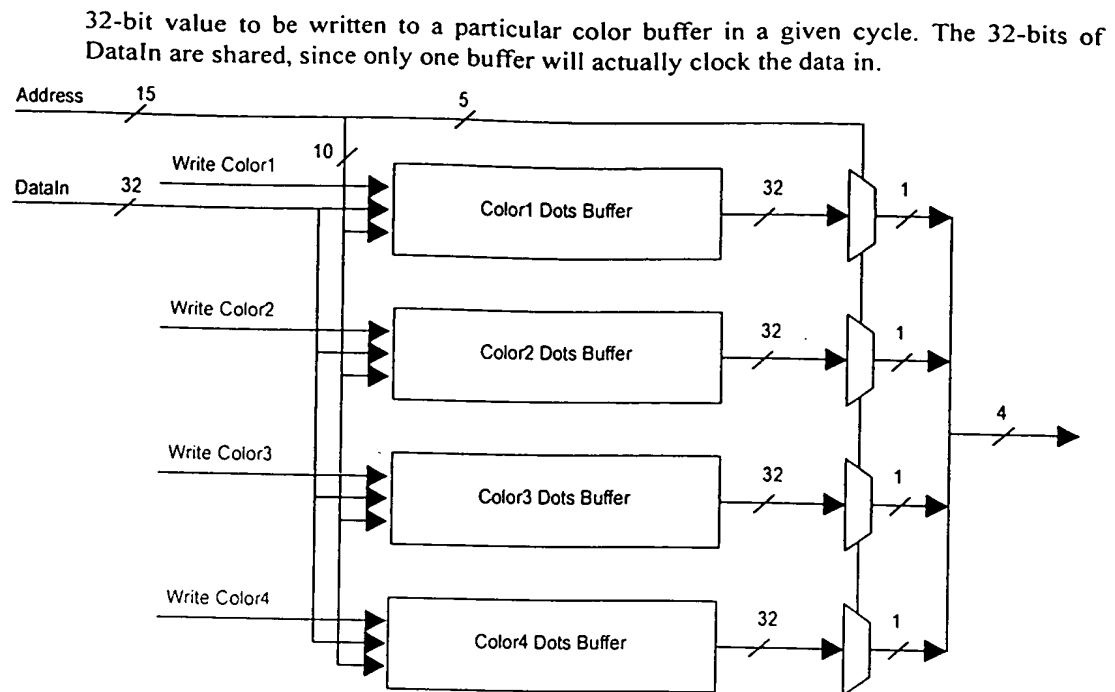 32-bit value to be written to a particular color buffer in a given cycle. The 32-bits of
DataIn are shared, since only one buffer will actually clock the data in.
Address 15 5
10
Write Color1
DataIn 32
Color1 Dots Buffer
32
1
Write Color2
Color2 Dots Buffer
32
1
4
Write Color3
Color3 Dots Buffer
32
1
Write Color4
Color4 Dots Buffer
32
1